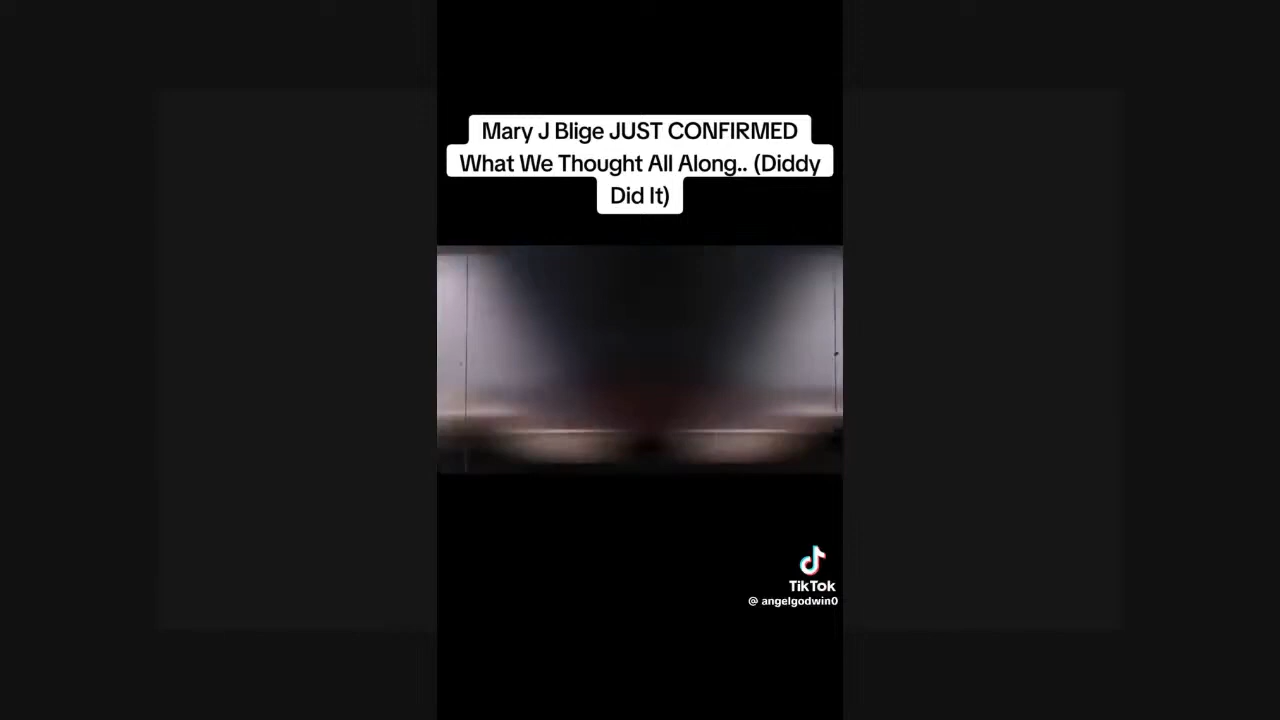 Mary J Blige JUST CONFIRMED
What We Thought All Along.. (Diddy
Did It)
TikTok
@ angelgodwin0